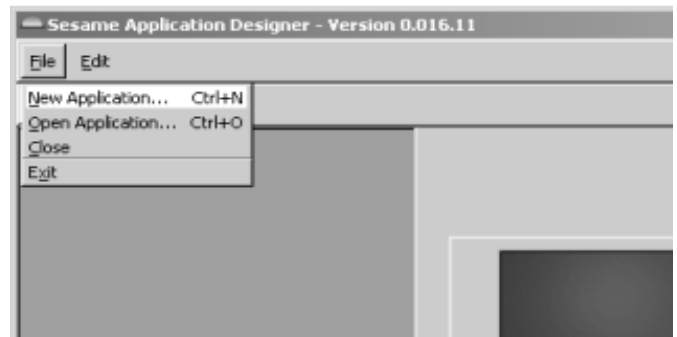 Sesame Application Designer - Version 0.016.11
File Edit
New Application... Ctrl+N
Open Application... Ctrl+O
Close
Exit